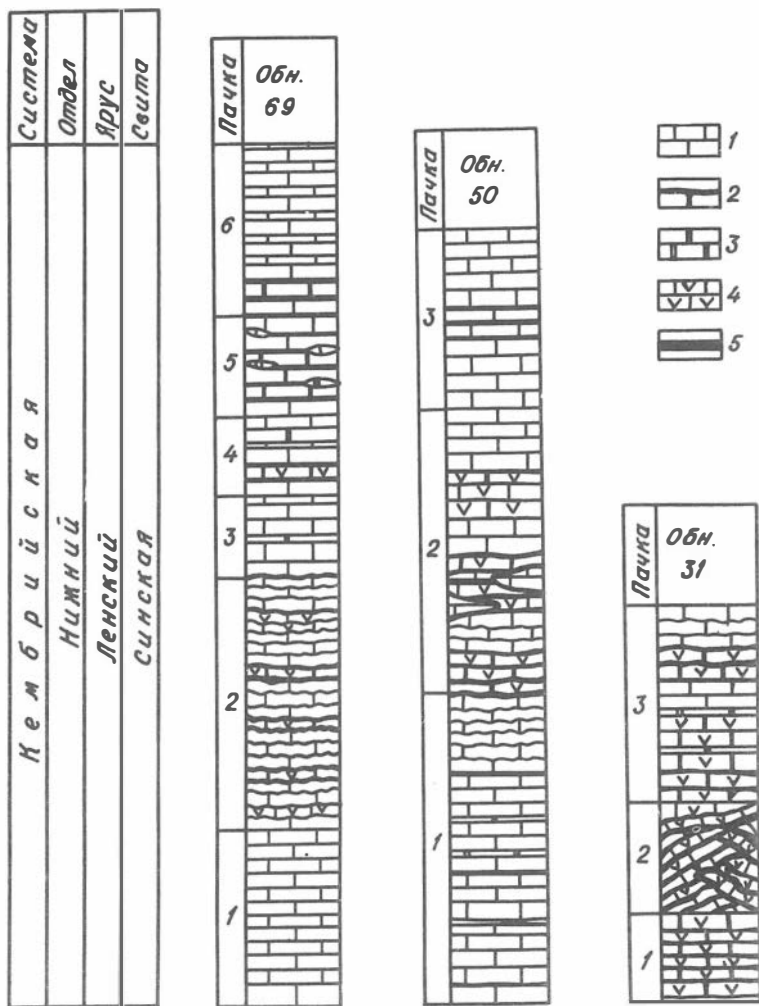 Система
Отдел
Ярус
Свита
Кембрийская
Нижний
Ленский
Синская
Пачка
Обн.
69
6
5
4
3
2
1
Пачка
Обн.
50
3
2
1
Пачка
Обн.
31
3
2
1
1
2
3
4
5